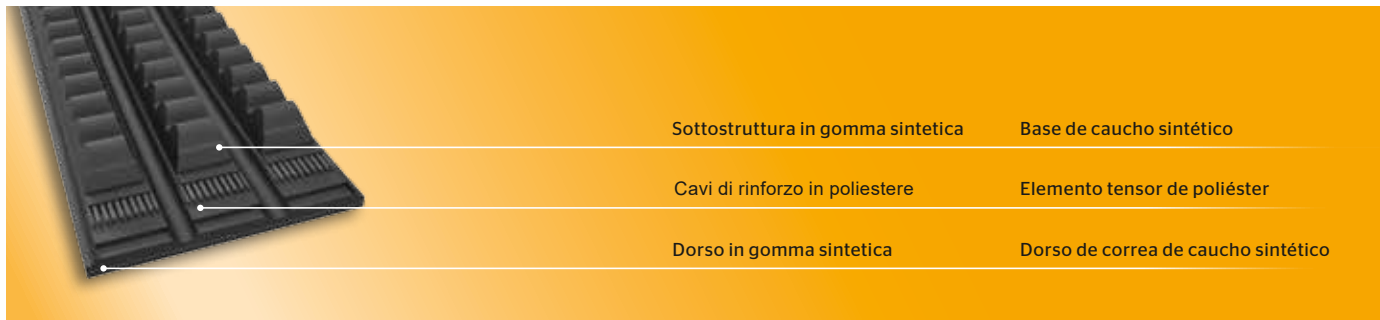 Sottostruttura in gomma sintetica Base de caucho sintético
Cavi di rinforzo in poliestere Elemento tensor de poliéster
Dorso in gomma sintetica Dorso de correa de caucho sintético